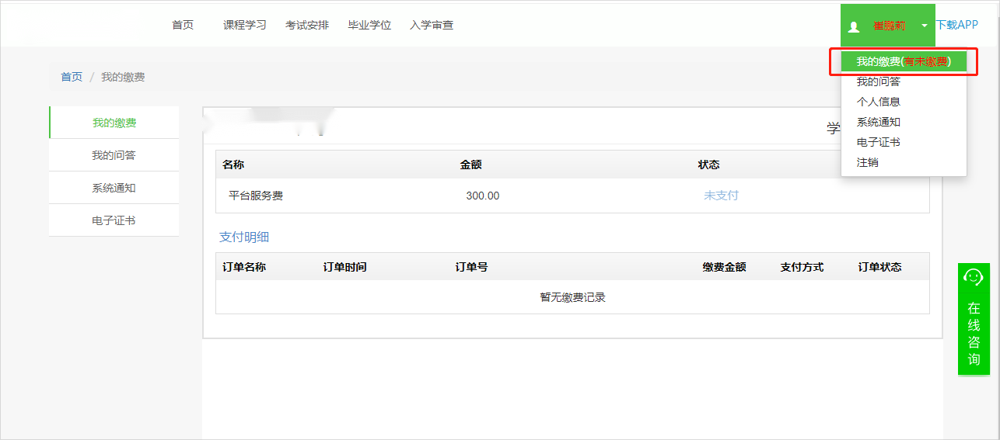 首页 课程学习 考试安排 毕业学位 入学审查 崔鹏莉 下载APP
我的缴费(有未缴费)
我的问答
个人信息
系统通知
电子证书
注销
首页 / 我的缴费
我的缴费
我的问答
系统通知
电子证书
学
名称 金额 状态
平台服务费 300.00 未支付
支付明细
订单名称 订单时间 订单号 缴费金额 支付方式 订单状态
暂无缴费记录
在线咨询